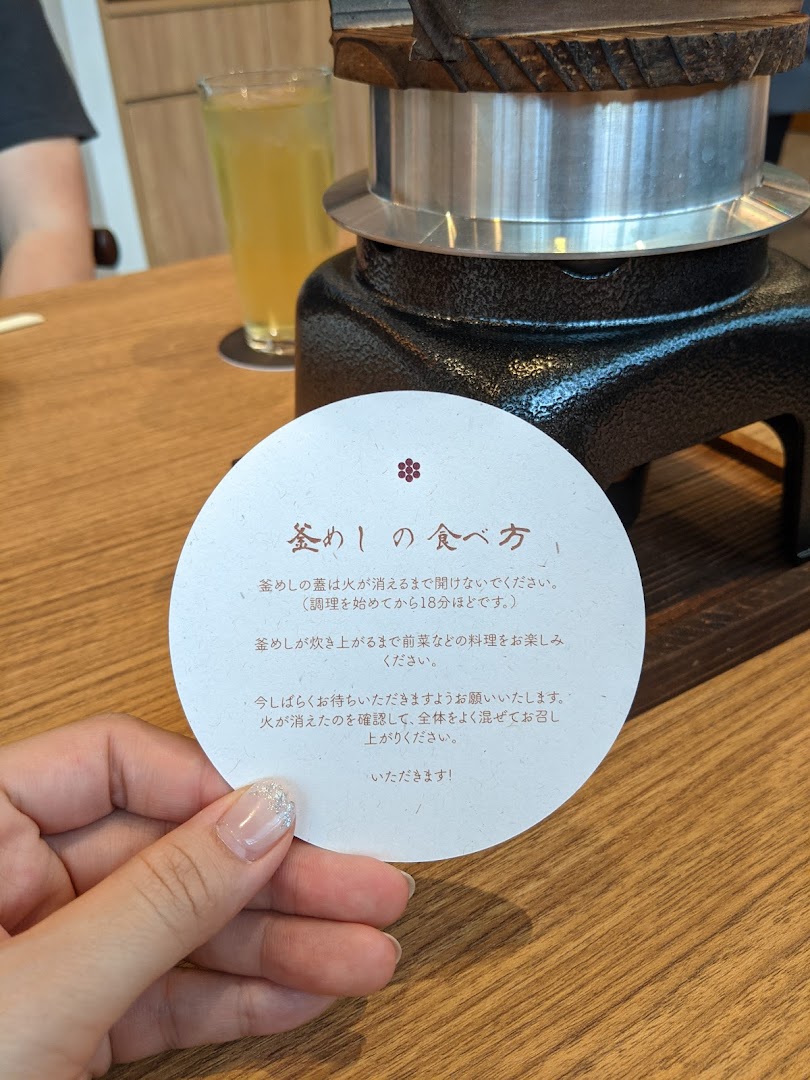 釜めしの食べ方
釜めしの蓋は火が消えるまで開けないでください。
（調理を始めてから18分ほどです。）
釜めしが炊き上がるまで前菜などの料理をお楽しみ
ください。
今しばらくお待ちいただきますようお願いいたします。
火が消えたのを確認して、全体をよく混ぜてお召し
上がりください。
いただきます!